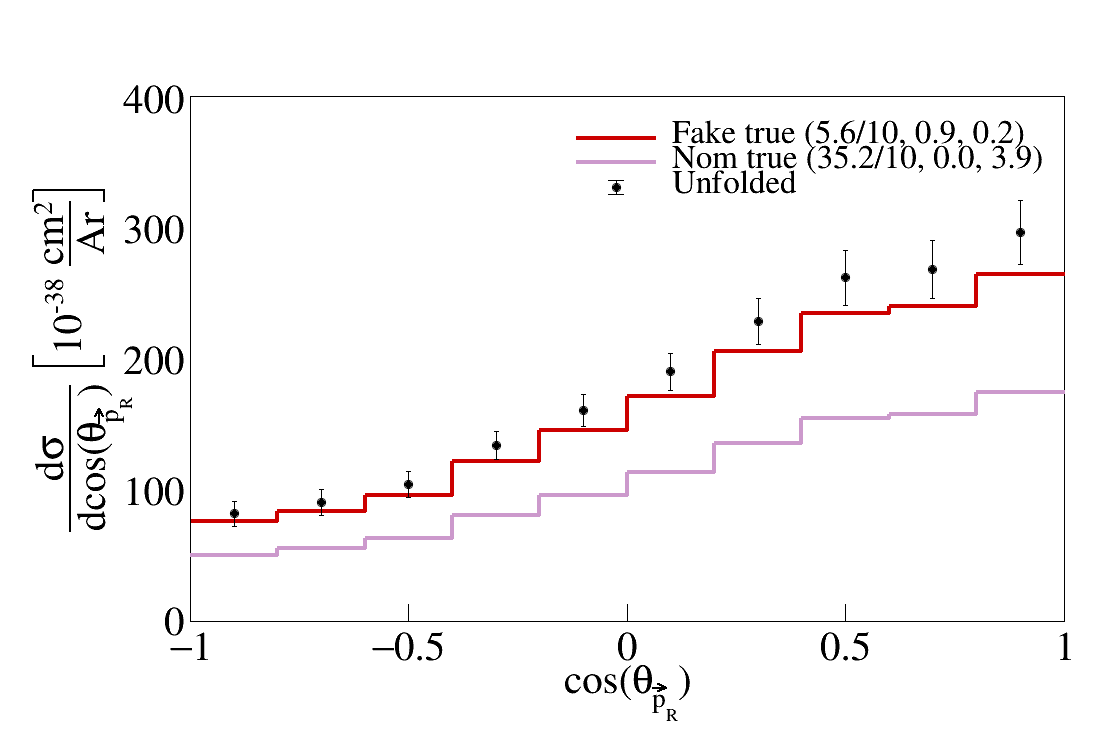 400
300
200
100
0
−1
−0.5
0
0.5
1
Fake true (5.6/10, 0.9, 0.2)
Nom true (35.2/10, 0.0, 3.9)
Unfolded
dσ
dcos(θ p⃗ R)
[10-38 cm2
Ar]
cos(θ p⃗ R)